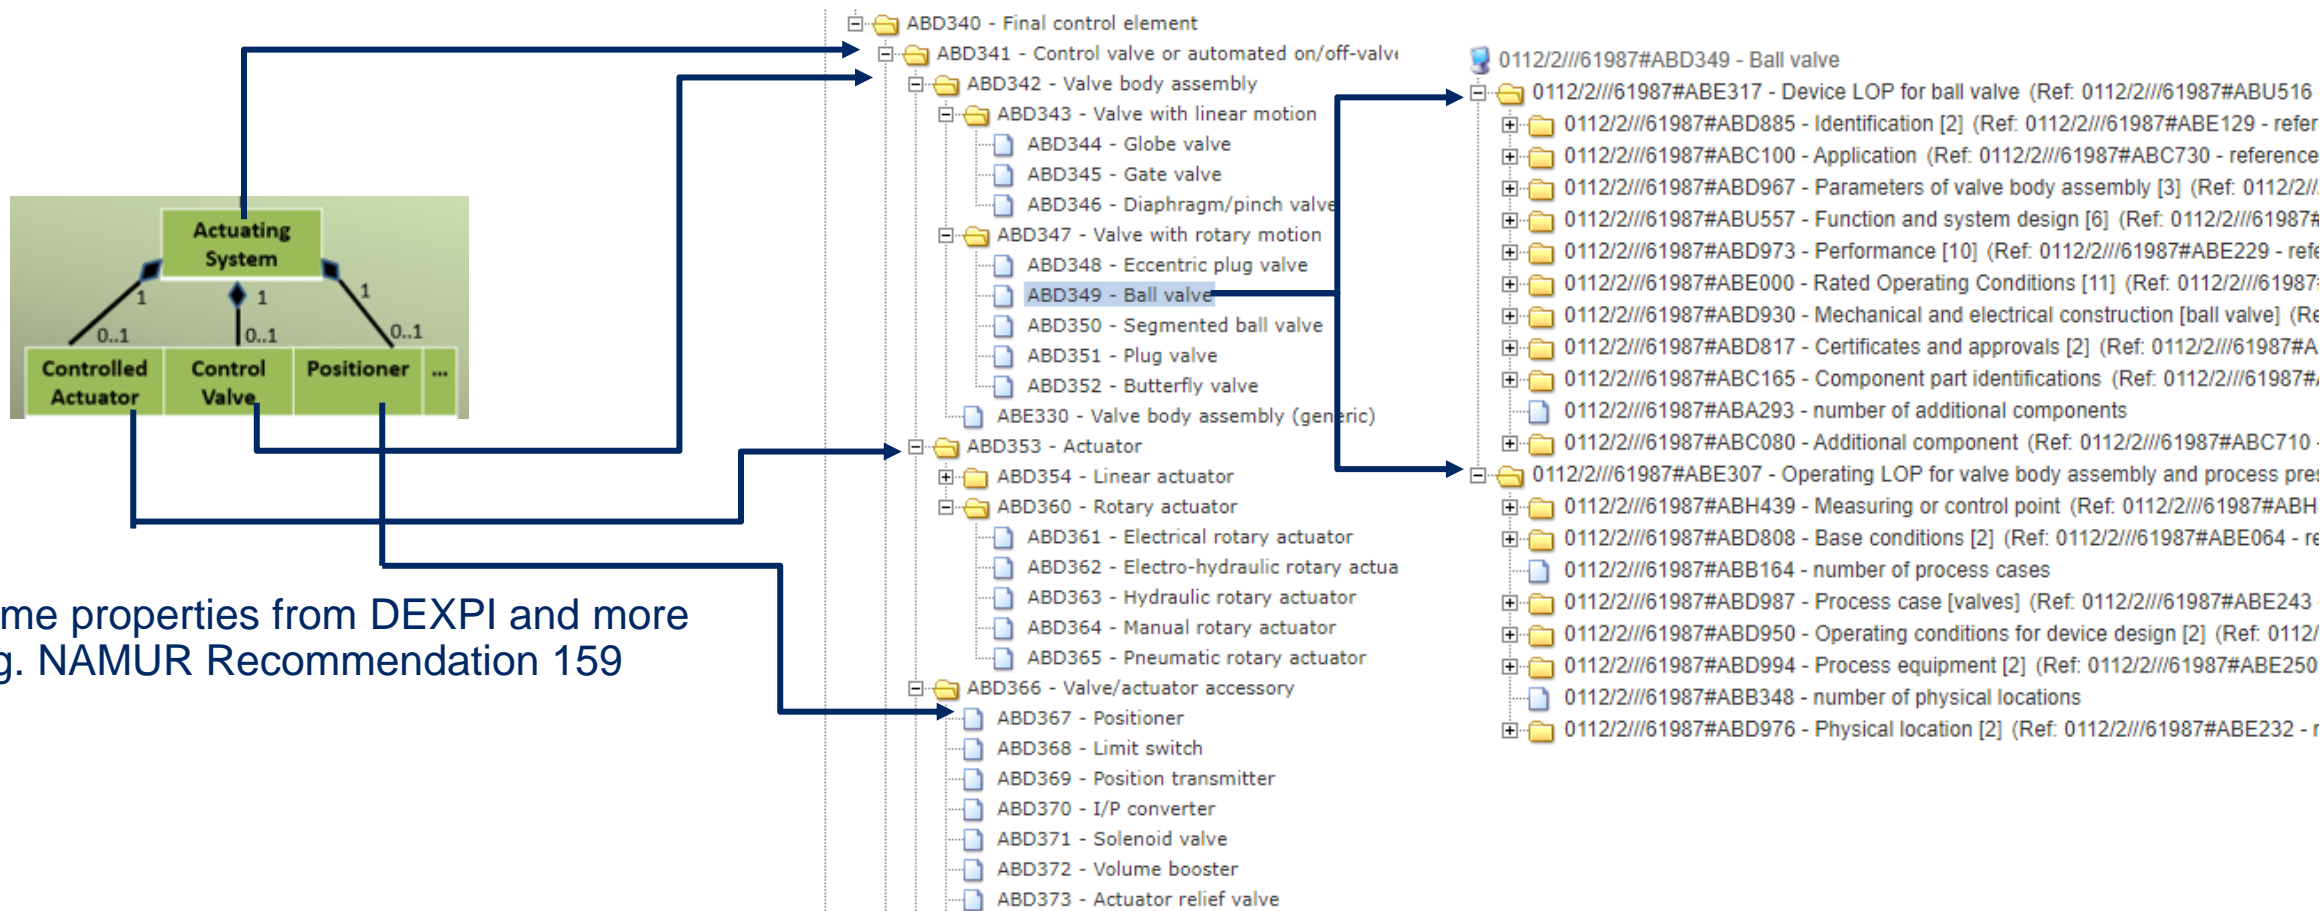 Actuating
System
1
1
1
0..1
0..1
0..1
Controlled
Actuator
Control
Valve
Positioner
...
me properties from DEXPI and more
g. NAMUR Recommendation 159
ABD340 - Final control element
ABD341 - Control valve or automated on/off-valv
ABD342 - Valve body assembly
ABD343 - Valve with linear motion
ABD344 - Globe valve
ABD345 - Gate valve
ABD346 - Diaphragm/pinch valve
ABD347 - Valve with rotary motion
ABD348 - Eccentric plug valve
ABD349 - Ball valve
ABD350 - Segmented ball valve
ABD351 - Plug valve
ABD352 - Butterfly valve
ABE330 - Valve body assembly (generic)
ABD353 - Actuator
ABD354 - Linear actuator
ABD360 - Rotary actuator
ABD361 - Electrical rotary actuator
ABD362 - Electro-hydraulic rotary actua
ABD363 - Hydraulic rotary actuator
ABD364 - Manual rotary actuator
ABD365 - Pneumatic rotary actuator
ABD366 - Valve/actuator accessory
ABD367 - Positioner
ABD368 - Limit switch
ABD369 - Position transmitter
ABD370 - I/P converter
ABD371 - Solenoid valve
ABD372 - Volume booster
ABD373 - Actuator relief valve
0112/2///61987#ABD349 - Ball valve
0112/2///61987#ABE317 - Device LOP for ball valve (Ref: 0112/2///61987#ABU516
0112/2///61987#ABD885 - Identification [2] (Ref: 0112/2///61987#ABE129 - refer
0112/2///61987#ABC100 - Application (Ref: 0112/2///61987#ABC730 - reference
0112/2///61987#ABD967 - Parameters of valve body assembly [3] (Ref: 0112/2//
0112/2///61987#ABU557 - Function and system design [6] (Ref: 0112/2///61987#
0112/2///61987#ABD973 - Performance [10] (Ref: 0112/2///61987#ABE229 - refe
0112/2///61987#ABE000 - Rated Operating Conditions [11] (Ref: 0112/2///61987#
0112/2///61987#ABD930 - Mechanical and electrical construction [ball valve] (Re
0112/2///61987#ABD817 - Certificates and approvals [2] (Ref: 0112/2///61987#A
0112/2///61987#ABC165 - Component part identifications (Ref: 0112/2///61987#A
0112/2///61987#ABA293 - number of additional components
0112/2///61987#ABC080 - Additional component (Ref: 0112/2///61987#ABC710 -
0112/2///61987#ABE307 - Operating LOP for valve body assembly and process pres
0112/2///61987#ABH439 - Measuring or control point (Ref: 0112/2///61987#ABH
0112/2///61987#ABD808 - Base conditions [2] (Ref: 0112/2///61987#ABE064 - re
0112/2///61987#ABB164 - number of process cases
0112/2///61987#ABD987 - Process case [valves] (Ref: 0112/2///61987#ABE243
0112/2///61987#ABD950 - Operating conditions for device design [2] (Ref: 0112/
0112/2///61987#ABD994 - Process equipment [2] (Ref: 0112/2///61987#ABE250
0112/2///61987#ABB348 - number of physical locations
0112/2///61987#ABD976 - Physical location [2] (Ref: 0112/2///61987#ABE232 - r